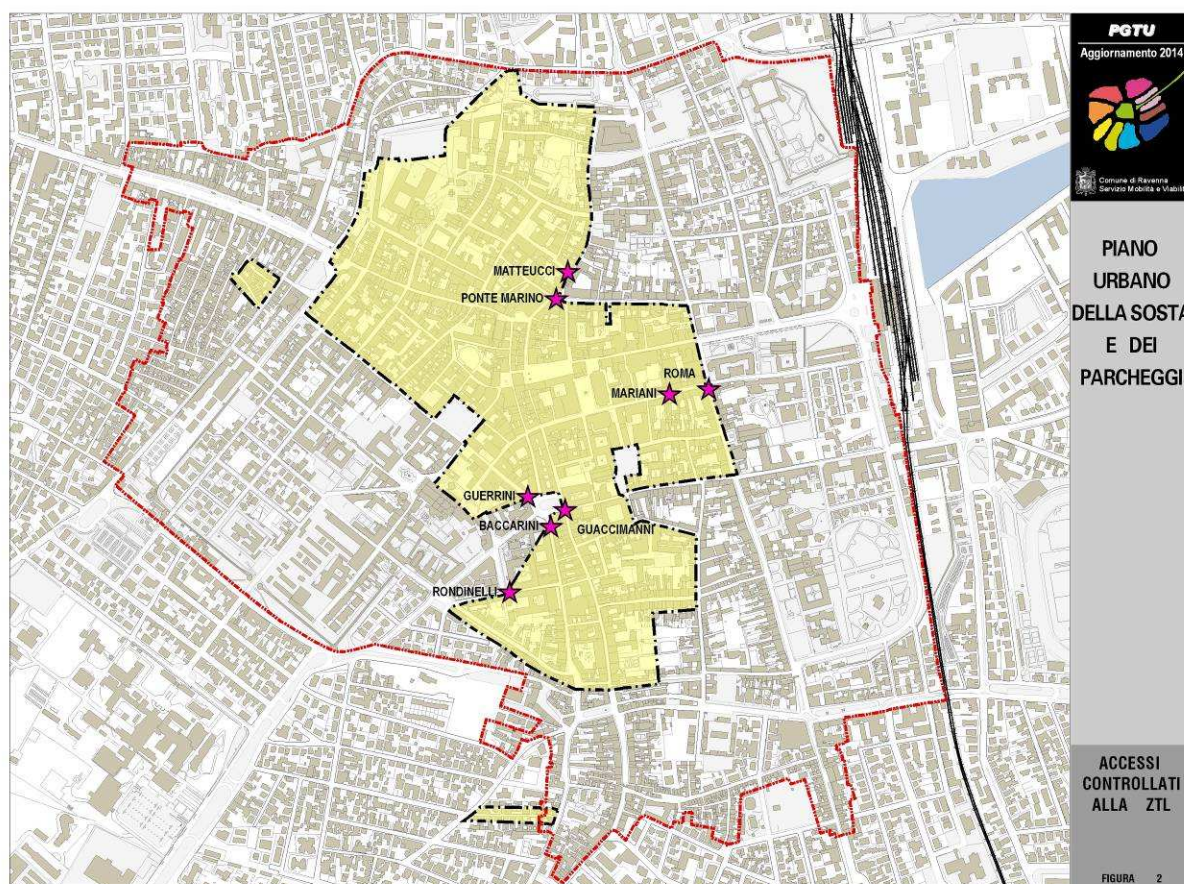 PGTU
Aggiornamento 2014
Comune di Ravenna
Servizio Mobilità e Viabilit
PIANO
URBANO
DELLA SOSTA
E DEI
PARCHEGGI
MATTEUCCI
PONTE MARINO
ROMA
MARIANI
GUERRINI
BACCARINI
GUACCIMANNI
RONDINELLI
ACCESSI
CONTROLLATI
ALLA ZTL
FIGURA 2